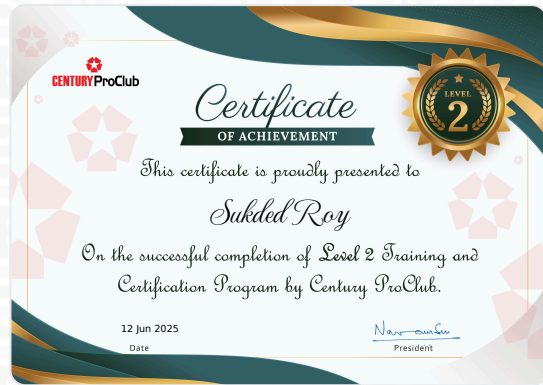 CENTURY ProClub
Certificate
OF ACHIEVEMENT
LEVEL
2
This certificate is proudly presented to
Sukded Roy
On the successful completion of Level 2 Training and
Certification Program by Century ProClub.
12 Jun 2025
Date
President